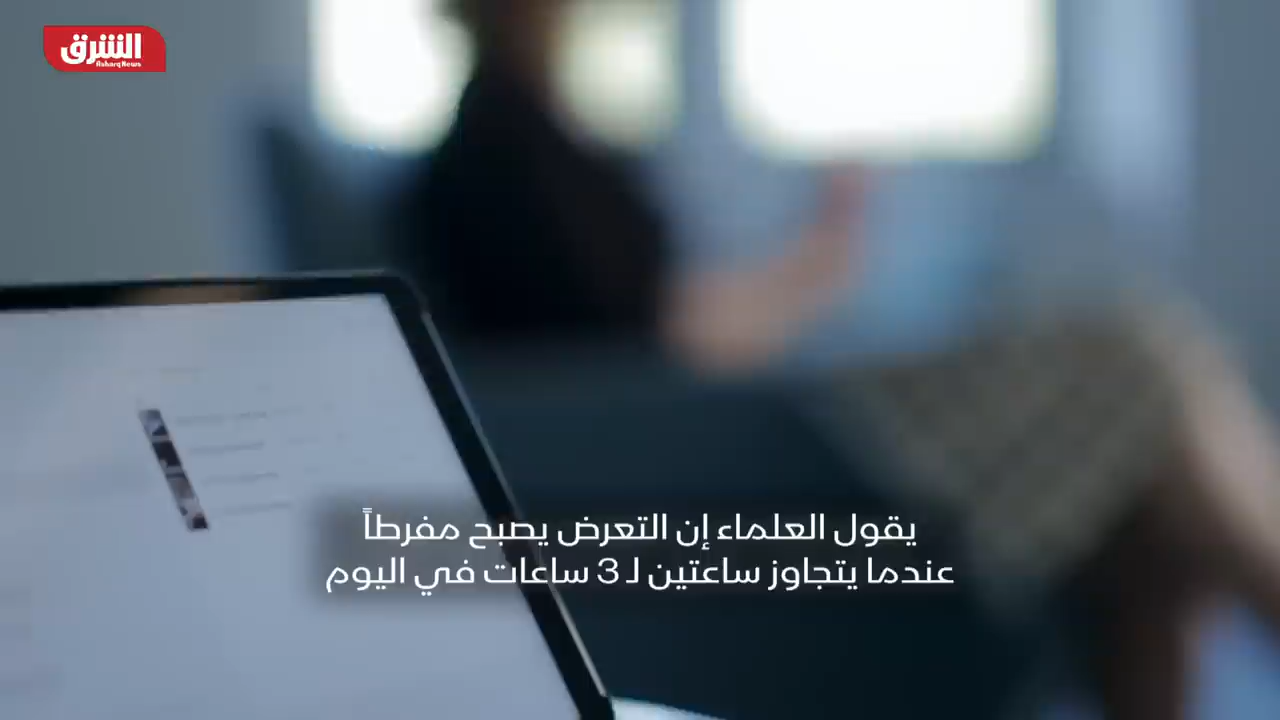 الشرق
Asharq News
يقول العلماء إن التعرض يصبح مفرطاً
عندما يتجاوز ساعتين لـ 3 ساعات في اليوم